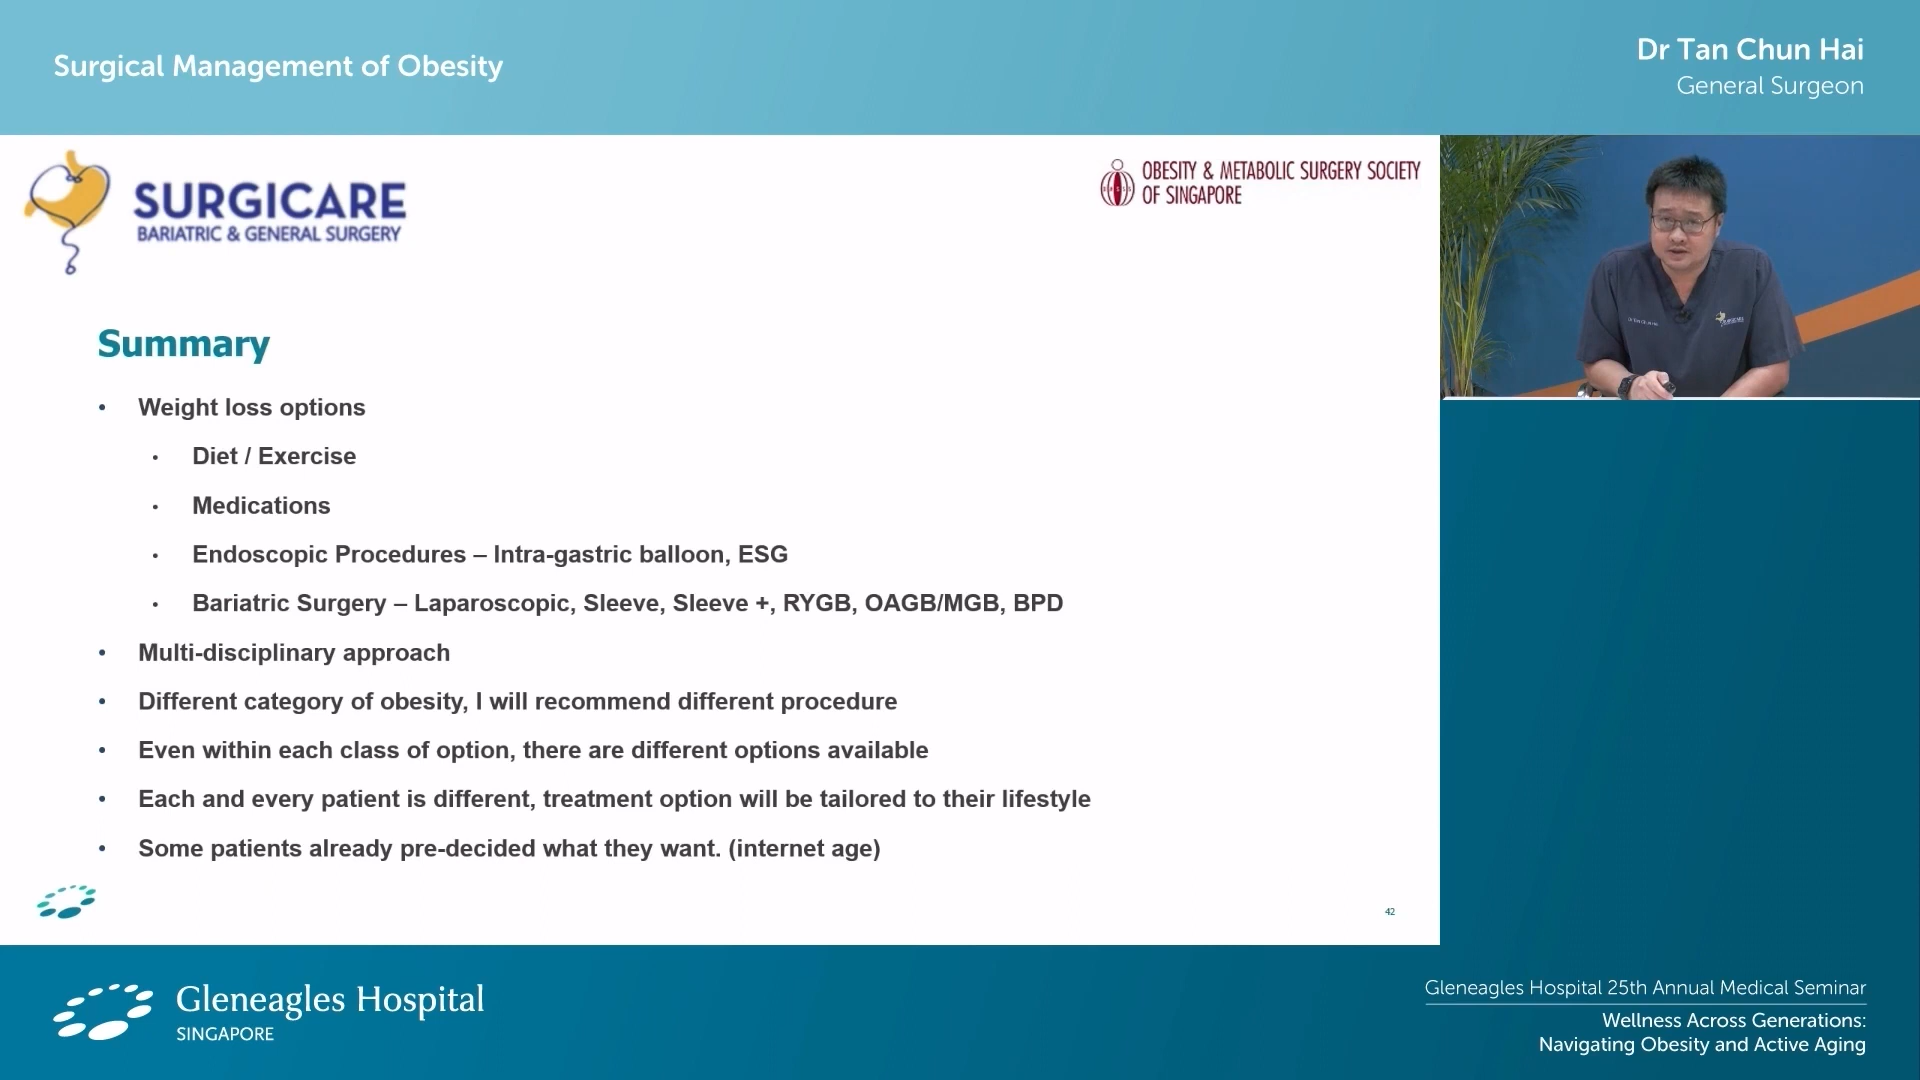 Surgical Management of Obesity
Dr Tan Chun Hai
General Surgeon
SURGICARE
BARIATRIC & GENERAL SURGERY
OBESITY & METABOLIC SURGERY SOCIETY
OF SINGAPORE
Summary
• Weight loss options
• Diet / Exercise
• Medications
• Endoscopic Procedures – Intra-gastric balloon, ESG
• Bariatric Surgery – Laparoscopic, Sleeve, Sleeve +, RYGB, OAGB/MGB, BPD
• Multi-disciplinary approach
• Different category of obesity, I will recommend different procedure
• Even within each class of option, there are different options available
• Each and every patient is different, treatment option will be tailored to their lifestyle
• Some patients already pre-decided what they want. (internet age)
42
Gleneagles Hospital
SINGAPORE
Gleneagles Hospital 25th Annual Medical Seminar
Wellness Across Generations:
Navigating Obesity and Active Aging